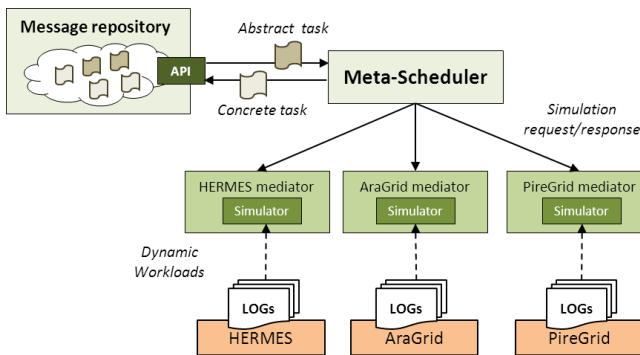 Message repository
API
Abstract task
Concrete task
Meta-Scheduler
Simulation
request/response
HERMES mediator
Simulator
AraGrid mediator
Simulator
PireGrid mediator
Simulator
Dynamic
Workloads
LOGs
HERMES
LOGs
AraGrid
LOGs
PireGrid